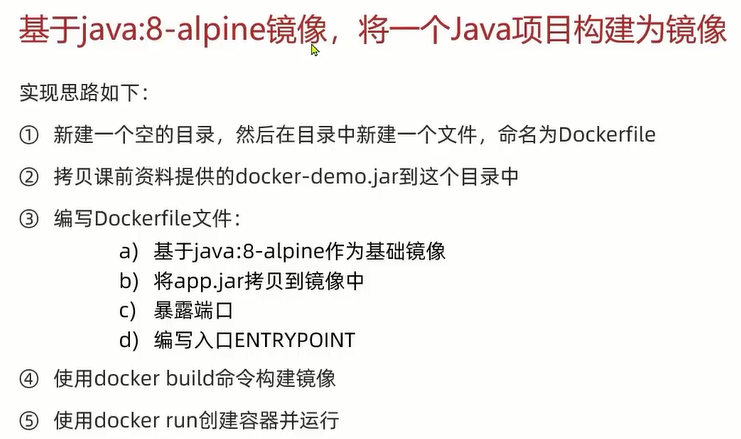 基于java:8-alpine镜像，将一个Java项目构建为镜像
实现思路如下：
① 新建一个空的目录，然后在目录中新建一个文件，命名为Dockerfile
② 拷贝课前资料提供的docker-demo.jar到这个目录中
③ 编写Dockerfile文件：
a) 基于java:8-alpine作为基础镜像
b) 将app.jar拷贝到镜像中
c) 暴露端口
d) 编写入口ENTRYPOINT
④ 使用docker build命令构建镜像
⑤ 使用docker run创建容器并运行